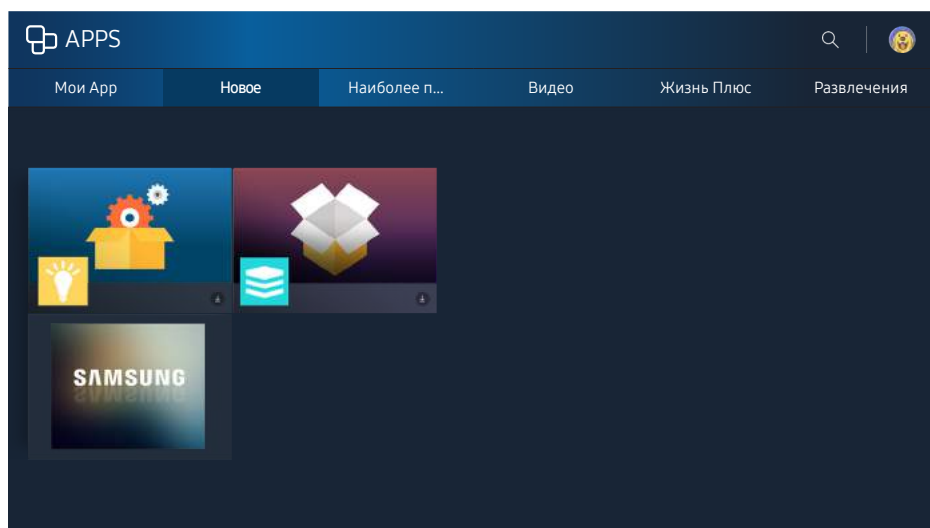 APPS
Мои App Новое Наиболее п... Видео Жизнь Плюс Развлечения
SAMSUNG